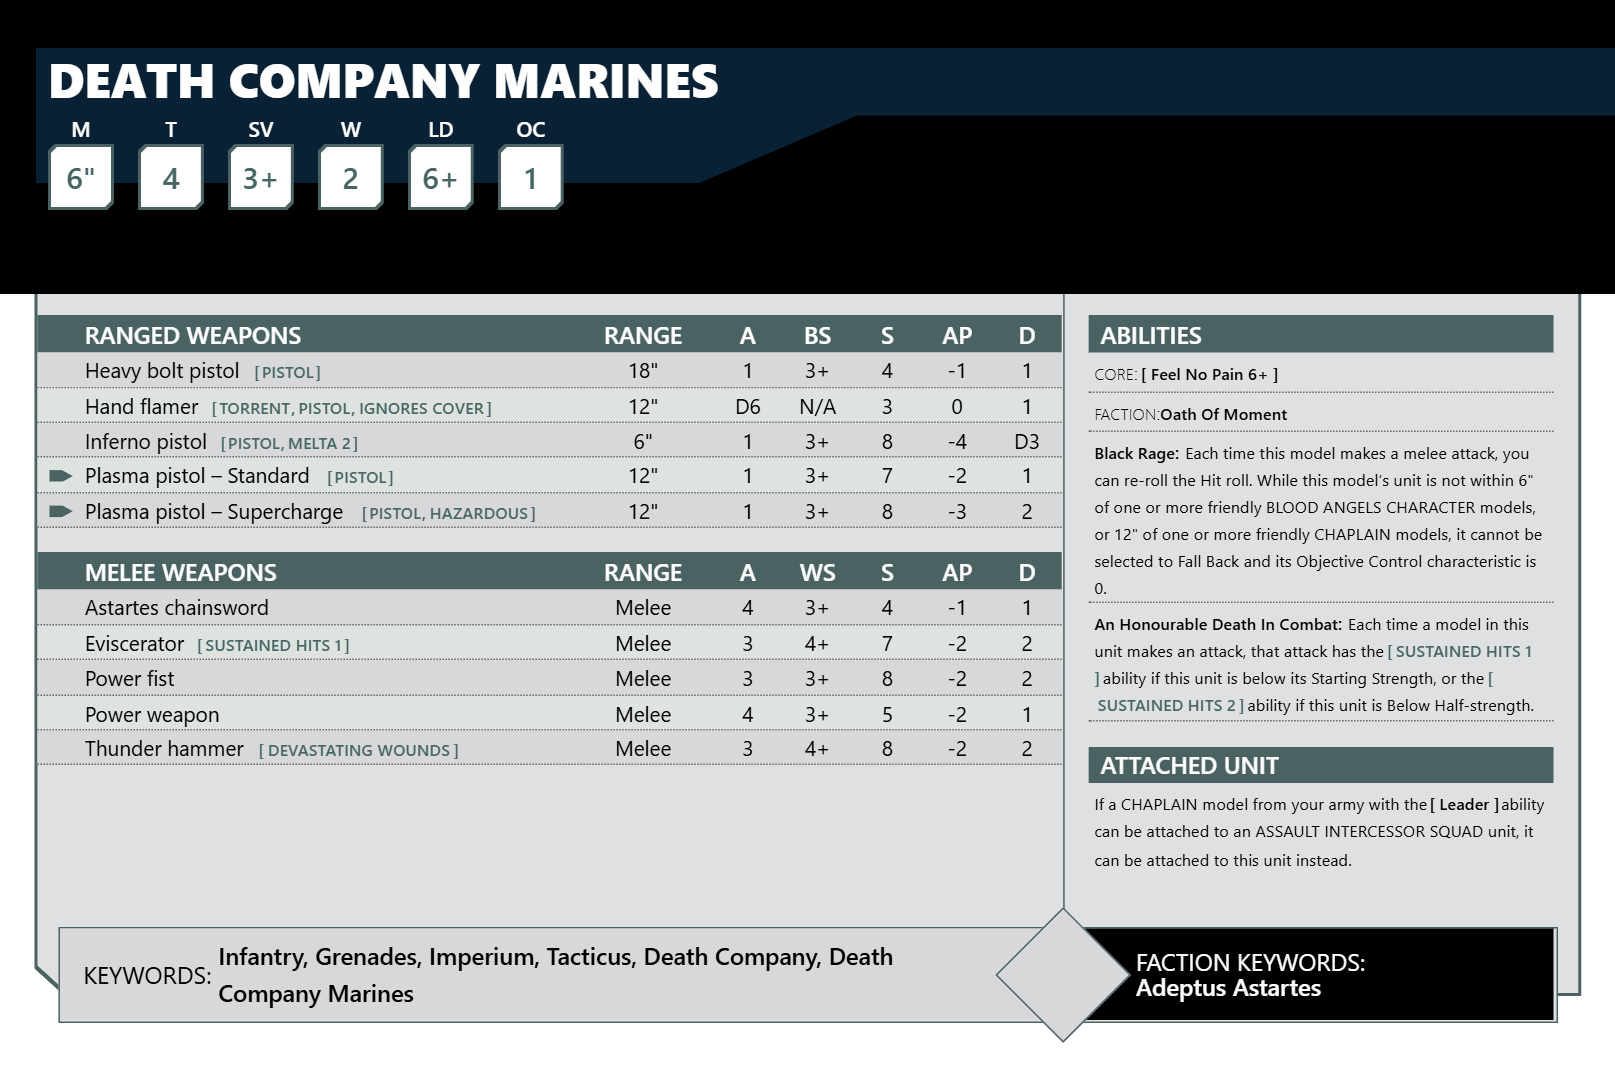 DEATH COMPANY MARINES
M T SV W LD OC
6" 4 3+ 2 6+ 1
RANGED WEAPONS RANGE A BS S AP D
Heavy bolt pistol [PISTOL] 18" 1 3+ 4 -1 1
Hand flamer [TORRENT, PISTOL, IGNORES COVER] 12" D6 N/A 3 0 1
Inferno pistol [PISTOL, MELTA 2] 6" 1 3+ 8 -4 D3
Plasma pistol – Standard [PISTOL] 12" 1 3+ 7 -2 1
Plasma pistol – Supercharge [PISTOL, HAZARDOUS] 12" 1 3+ 8 -3 2
MELEE WEAPONS RANGE A WS S AP D
Astartes chainsword Melee 4 3+ 4 -1 1
Eviscerator [SUSTAINED HITS 1] Melee 3 4+ 7 -2 2
Power fist Melee 3 3+ 8 -2 2
Power weapon Melee 4 3+ 5 -2 1
Thunder hammer [DEVASTATING WOUNDS] Melee 3 4+ 8 -2 2
ABILITIES
CORE: [ Feel No Pain 6+ ]
FACTION:Oath Of Moment
Black Rage: Each time this model makes a melee attack, you
can re-roll the Hit roll. While this model's unit is not within 6"
of one or more friendly BLOOD ANGELS CHARACTER models,
or 12" of one or more friendly CHAPLAIN models, it cannot be
selected to Fall Back and its Objective Control characteristic is
0.
An Honourable Death In Combat: Each time a model in this
unit makes an attack, that attack has the [ SUSTAINED HITS 1
] ability if this unit is below its Starting Strength, or the [
SUSTAINED HITS 2 ] ability if this unit is Below Half-strength.
ATTACHED UNIT
If a CHAPLAIN model from your army with the [ Leader ] ability
can be attached to an ASSAULT INTERCESSOR SQUAD unit, it
can be attached to this unit instead.
KEYWORDS: Infantry, Grenades, Imperium, Tacticus, Death Company, Death
Company Marines
FACTION KEYWORDS:
Adeptus Astartes